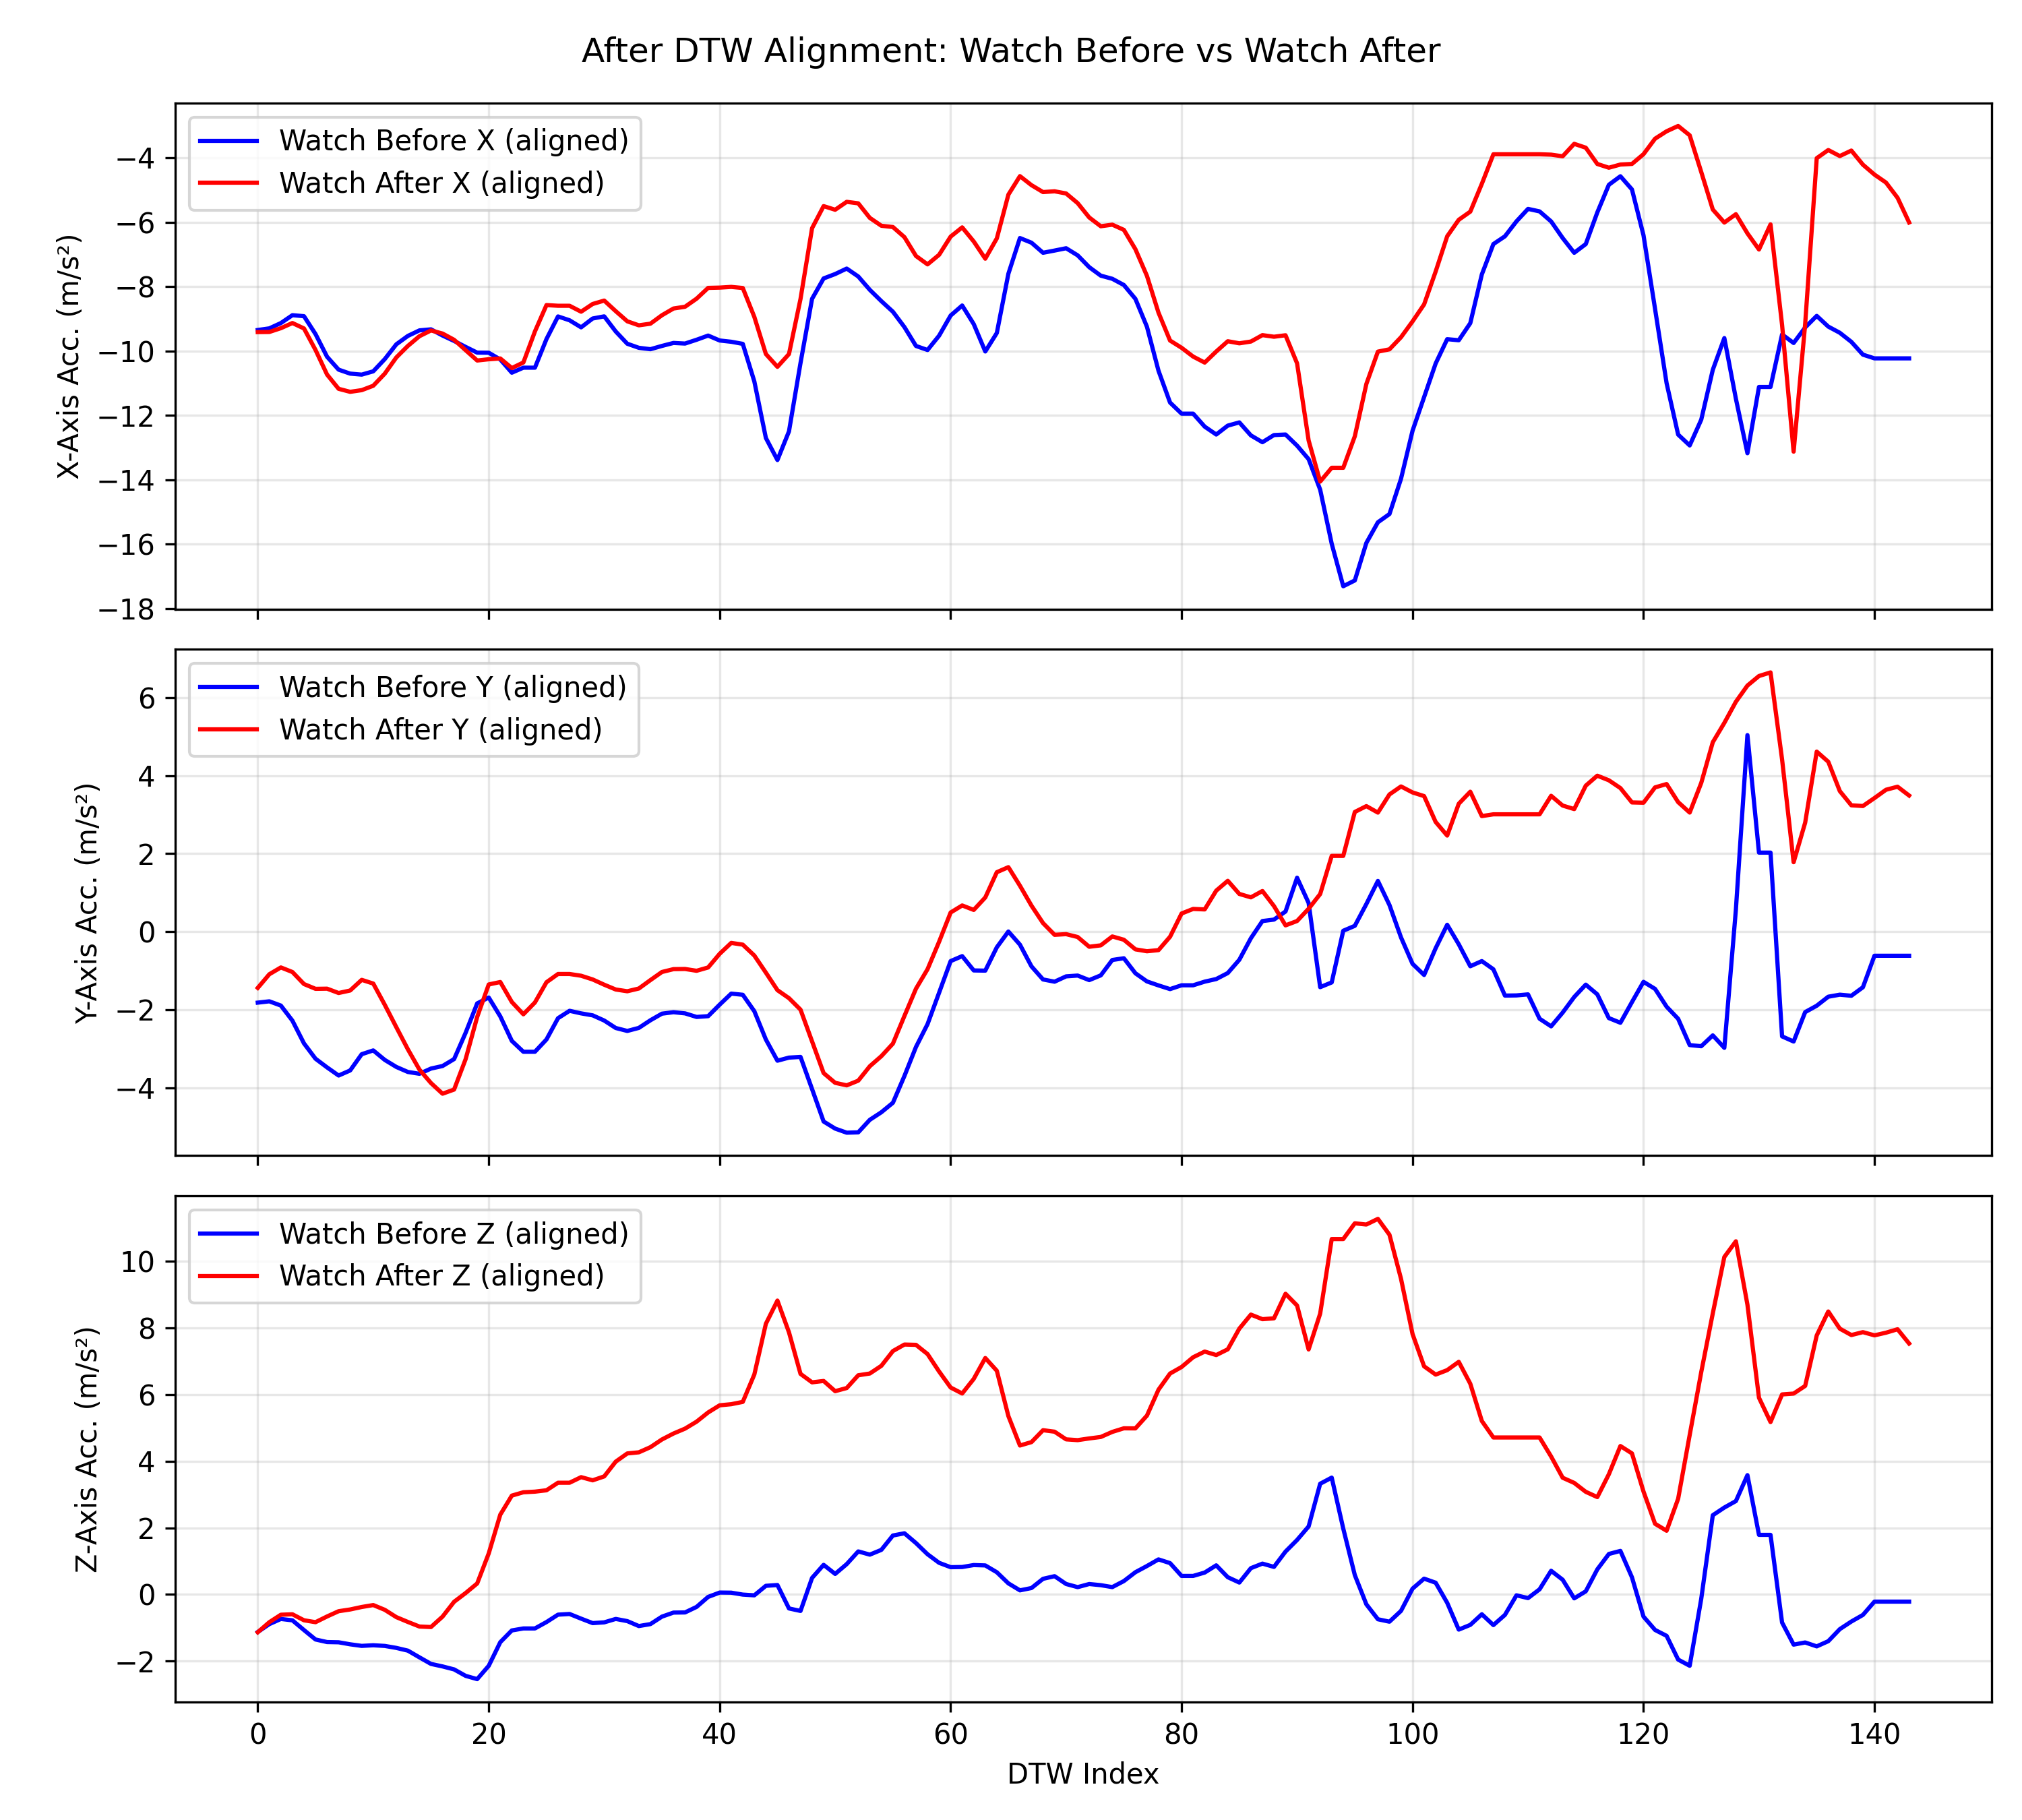 After DTW Alignment: Watch Before vs Watch After
Watch Before X (aligned)
Watch After X (aligned)
X-Axis Acc. (m/s²)
−4
−6
−8
−10
−12
−14
−16
−18
Watch Before Y (aligned)
Watch After Y (aligned)
Y-Axis Acc. (m/s²)
6
4
2
0
−2
−4
Watch Before Z (aligned)
Watch After Z (aligned)
Z-Axis Acc. (m/s²)
10
8
6
4
2
0
−2
0 20 40 60 80 100 120 140
DTW Index